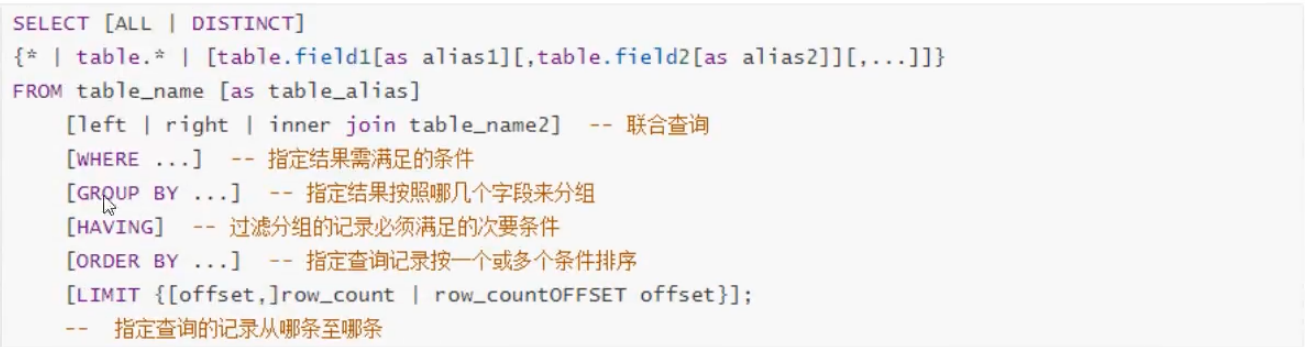 SELECT [ALL | DISTINCT]
{* | table.* | [table.field1[as alias1][,table.field2[as alias2]][,...]]}
FROM table_name [as table_alias]
[left | right | inner join table_name2] -- 联合查询
[WHERE ...] -- 指定结果需满足的条件
[GROUP BY ...] -- 指定结果按照哪几个字段来分组
[HAVING] -- 过滤分组的记录必须满足的次要条件
[ORDER BY ...] -- 指定查询记录按一个或多个条件排序
[LIMIT {[offset,]row_count | row_countOFFSET offset}];
-- 指定查询的记录从哪条至哪条